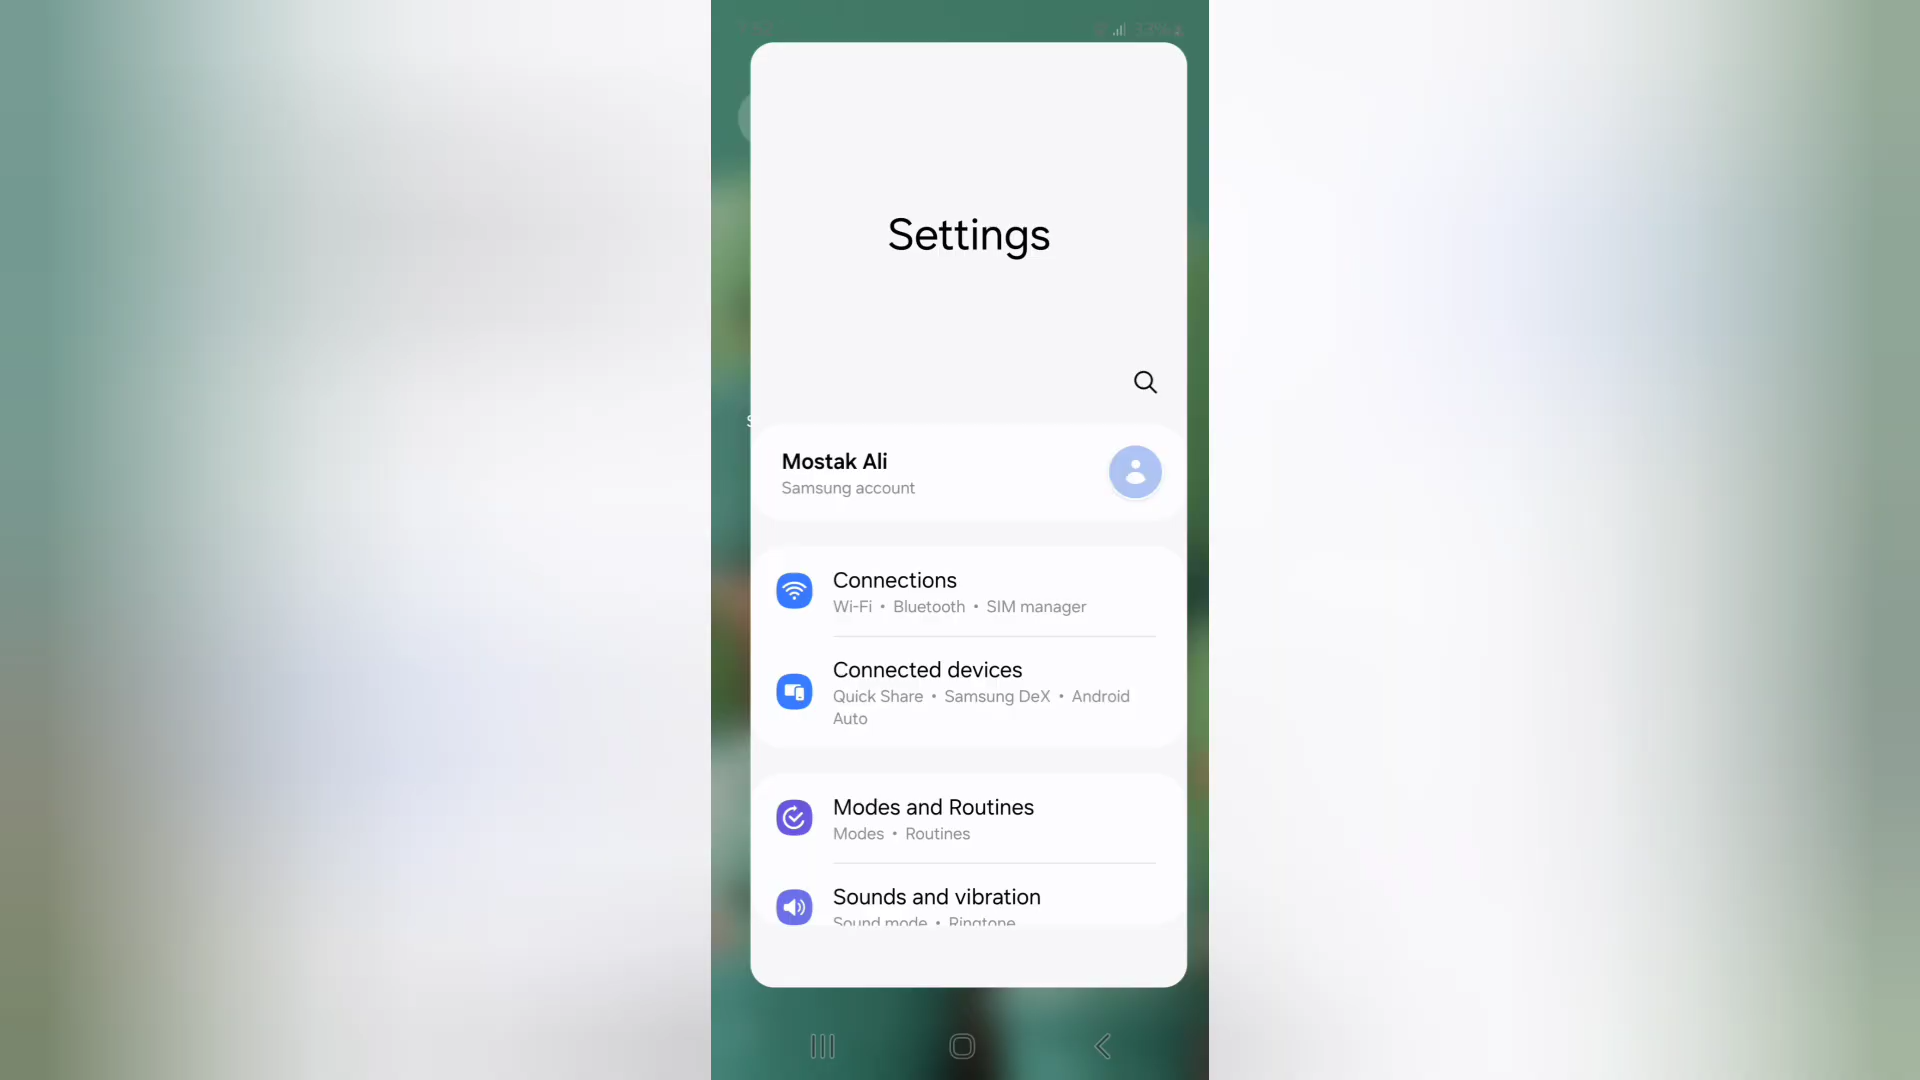 33%
Settings
Mostak Ali
Samsung account
Connections
Wi-Fi • Bluetooth • SIM manager
Connected devices
Quick Share • Samsung DeX • Android
Auto
Modes and Routines
Modes • Routines
Sounds and vibration
Sound mode • Ringtone